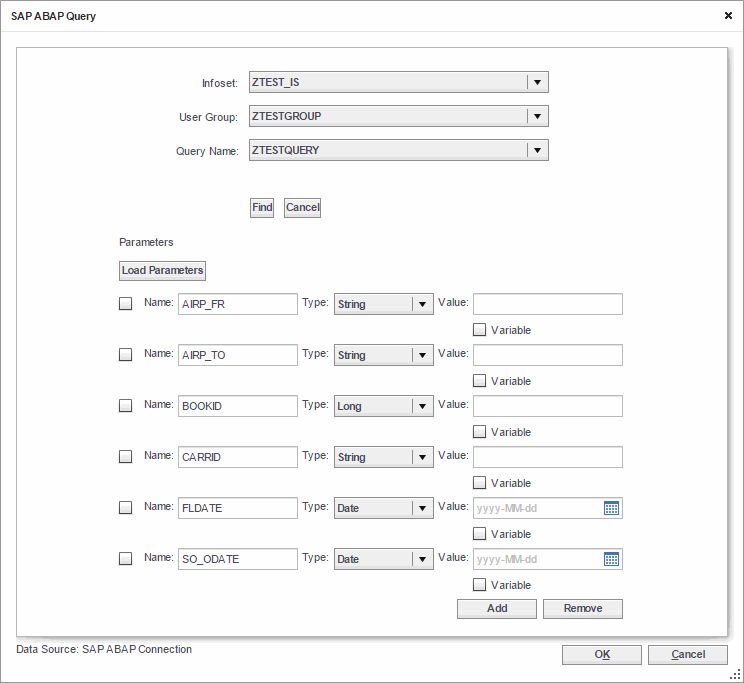 SAP ABAP Query
Infoset: ZTEST_IS
User Group: ZTESTGROUP
Query Name: ZTESTQUERY
Find Cancel
Parameters
Load Parameters
Name: AIRP_FR Type: String Value:
Variable
Name: AIRP_TO Type: String Value:
Variable
Name: BOOKID Type: Long Value:
Variable
Name: CARRID Type: String Value:
Variable
Name: FLDATE Type: Date Value: yyyy-MM-dd
Variable
Name: SO_ODATE Type: Date Value: yyyy-MM-dd
Variable
Add Remove
Data Source: SAP ABAP Connection
OK Cancel